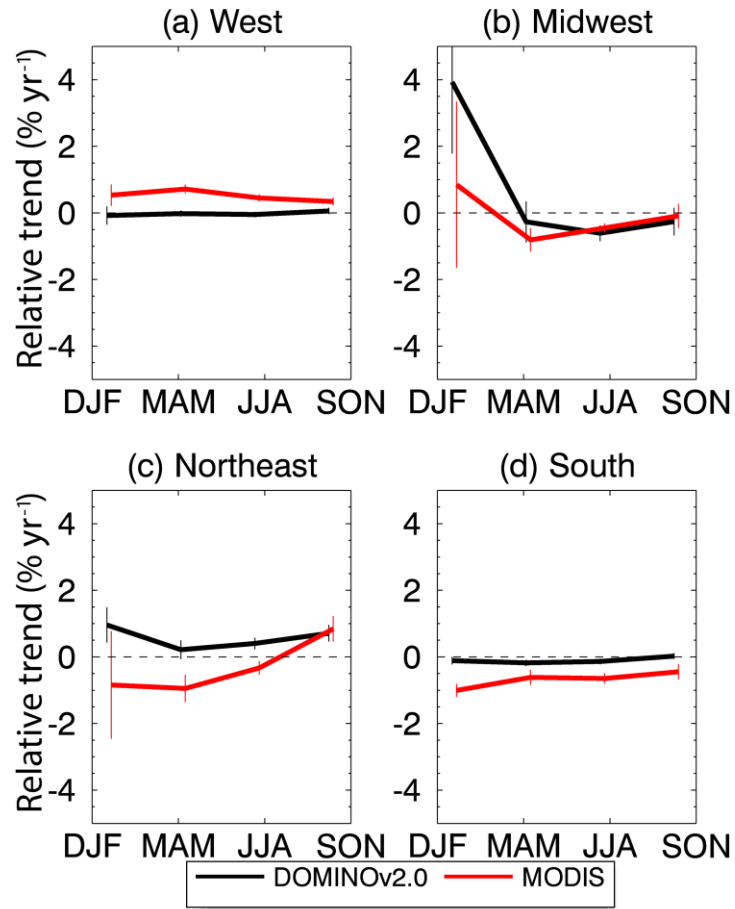 (a) West
(b) Midwest
Relative trend (% yr⁻¹)
4
2
0
-2
-4
DJF MAM JJA SON
4
2
0
-2
-4
DJF MAM JJA SON
(c) Northeast
(d) South
Relative trend (% yr⁻¹)
4
2
0
-2
-4
DJF MAM JJA SON
4
2
0
-2
-4
DJF MAM JJA SON
DOMINOv2.0 MODIS